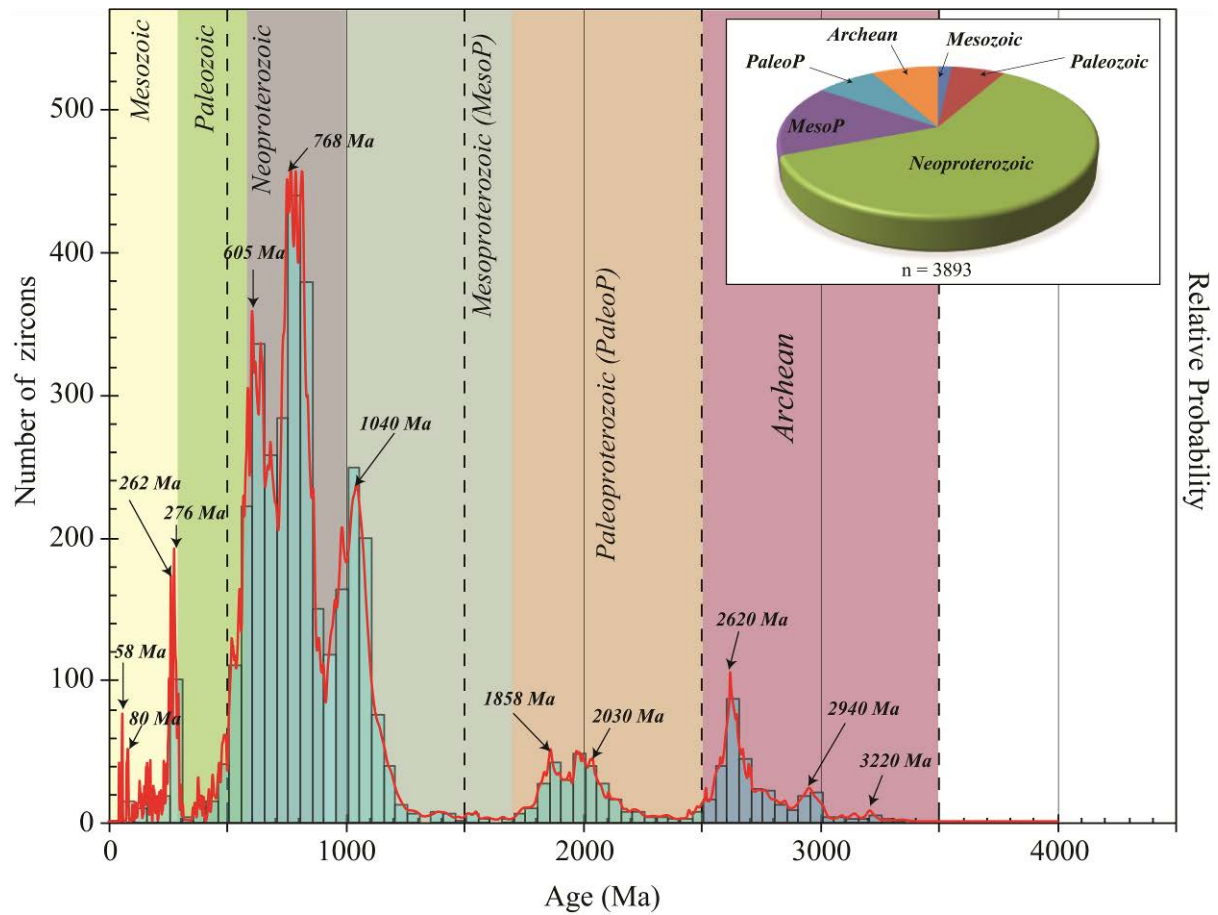 Mesozoic
Paleozoic
Neoproterozoic
Mesoproterozoic (MesoP)
Paleoproterozoic (PaleoP)
Archean
Archean
Mesozoic
PaleoP
Paleozoic
MesoP
Neoproterozoic
n = 3893
768 Ma
605 Ma
1040 Ma
262 Ma
276 Ma
58 Ma
80 Ma
1858 Ma
2030 Ma
2620 Ma
2940 Ma
3220 Ma
Number of zircons
500
400
300
200
100
0
0
1000
2000
3000
4000
Age (Ma)
Relative Probability